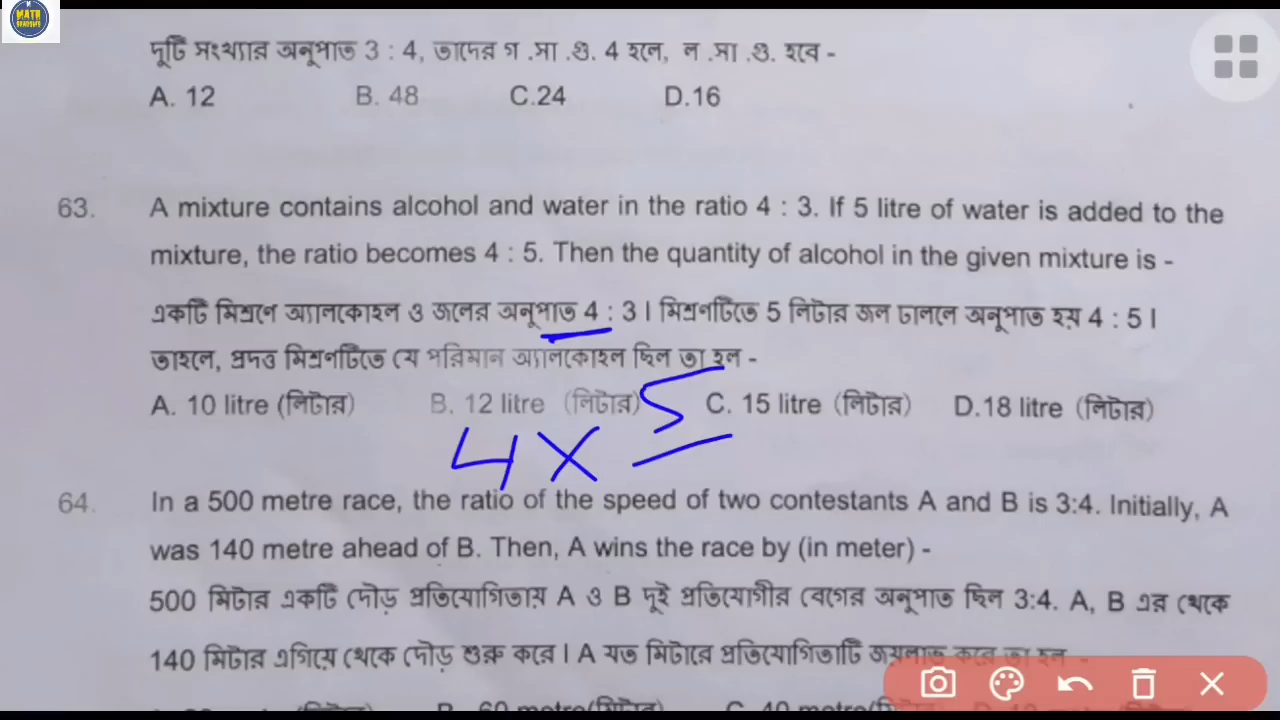 MATH
দুটি সংখ্যার অনুপাত 3 : 4, তাদের গ .সা .গু. 4 হলে, ল .সা .গু. হবে -
A. 12 B. 48 C.24 D.16
63. A mixture contains alcohol and water in the ratio 4 : 3. If 5 litre of water is added to the
mixture, the ratio becomes 4 : 5. Then the quantity of alcohol in the given mixture is -
একটি মিশ্রণে অ্যালকোহল ও জলের অনুপাত 4 : 3। মিশ্রণটিতে 5 লিটার জল ঢাললে অনুপাত হয় 4 : 5।
তাহলে, প্রদত্ত মিশ্রণটিতে যে পরিমান অ্যালকোহল ছিল তা হল -
A. 10 litre (লিটার) B. 12 litre (লিটার) C. 15 litre (লিটার) D.18 litre (লিটার)
4 × 5
64. In a 500 metre race, the ratio of the speed of two contestants A and B is 3:4. Initially, A
was 140 metre ahead of B. Then, A wins the race by (in meter) -
500 মিটার একটি দৌড় প্রতিযোগিতায় A ও B দুই প্রতিযোগীর বেগের অনুপাত ছিল 3:4. A, B এর থেকে
140 মিটার এগিয়ে থেকে দৌড় শুরু করে। A যত মিটারে প্রতিযোগিতাটি জয়লাভ করে তা হল -